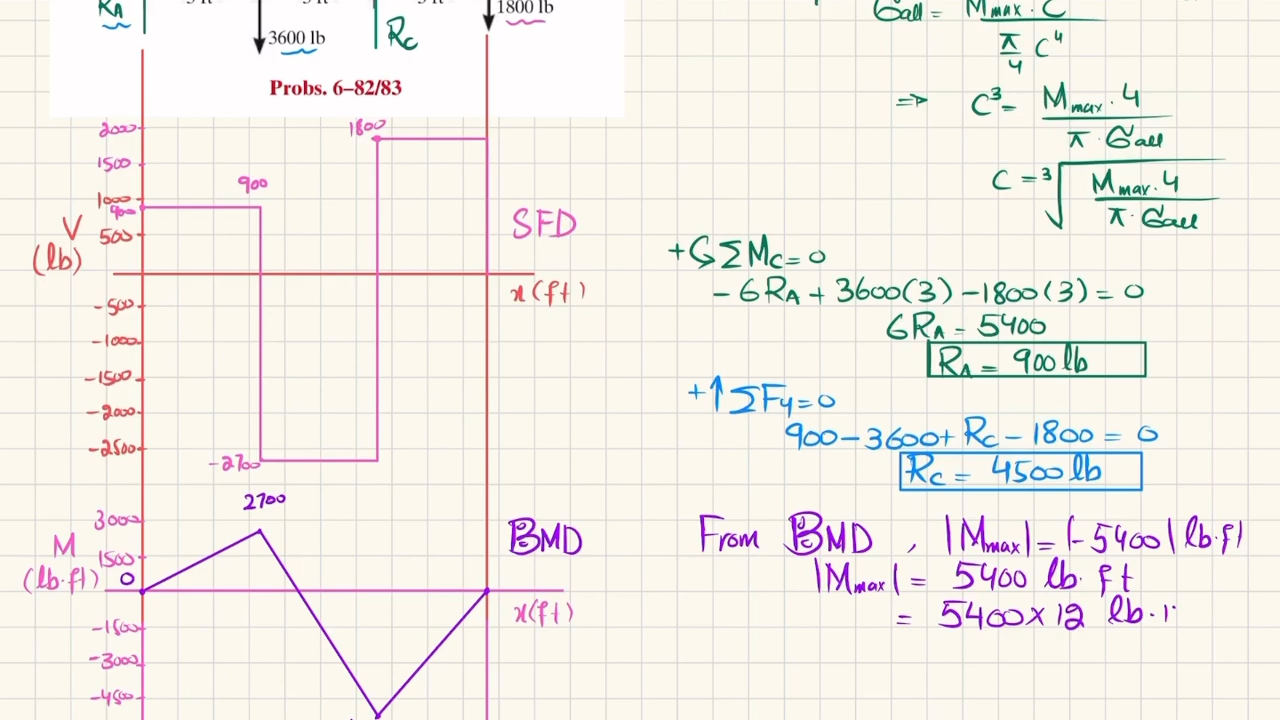 RA
3600 lb
RC
1800 lb
Probs. 6–82/83
2000
1500
1000
900
500
-500
-1000
-1500
-2000
-2500
V
(lb)
900
-2700
1800
SFD
x(ft)
2700
3000
1500
0
-1500
-3000
-4500
M
(lb·ft)
BMD
x(ft)
σall = Mmax · C
π/4 C⁴
=> C³ = Mmax · 4
π · σall
C = ³√ Mmax · 4
π · σall
+↺ ΣMC = 0
- 6RA + 3600(3) - 1800(3) = 0
6RA = 5400
RA = 900 lb
+↑ ΣFy = 0
900 - 3600 + RC - 1800 = 0
RC = 4500 lb
From BMD , |Mmax| = |-5400| lb·ft
|Mmax| = 5400 lb· ft
= 5400 x 12 lb·